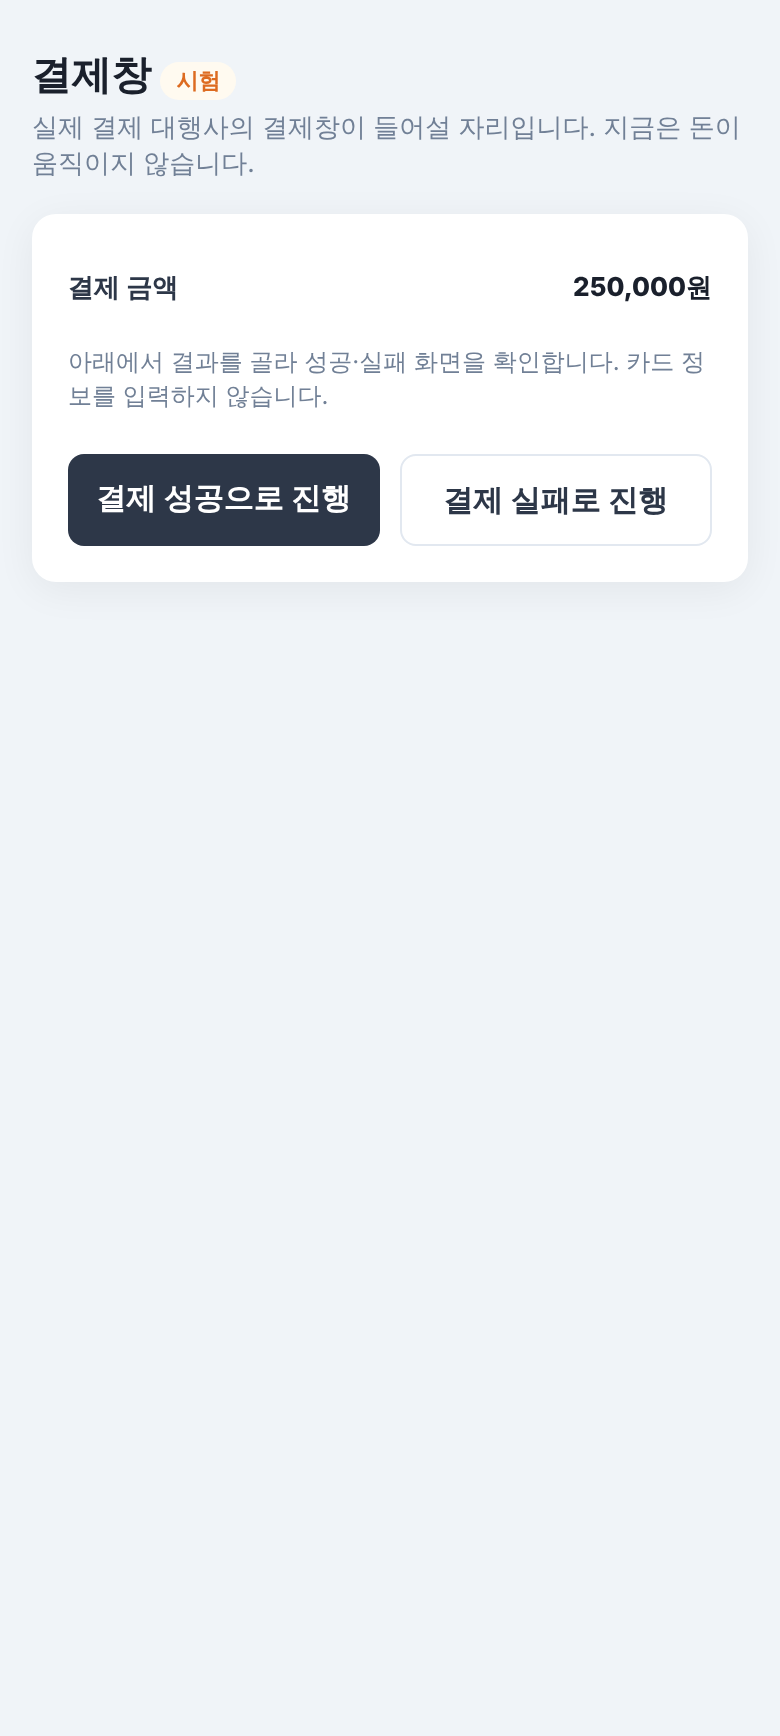 결제창 시험
실제 결제 대행사의 결제창이 들어설 자리입니다. 지금은 돈이
움직이지 않습니다.
결제 금액 250,000원
아래에서 결과를 골라 성공·실패 화면을 확인합니다. 카드 정
보를 입력하지 않습니다.
결제 성공으로 진행 결제 실패로 진행